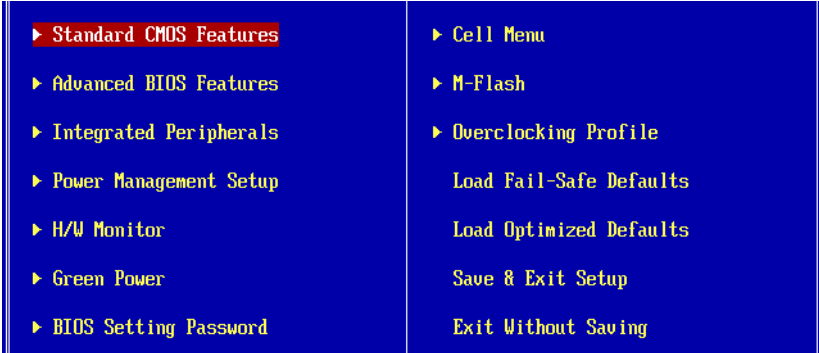 Standard CMOS Features
Advanced BIOS Features
Integrated Peripherals
Power Management Setup
H/W Monitor
Green Power
BIOS Setting Password
Cell Menu
M-Flash
Overclocking Profile
Load Fail-Safe Defaults
Load Optimized Defaults
Save & Exit Setup
Exit Without Saving